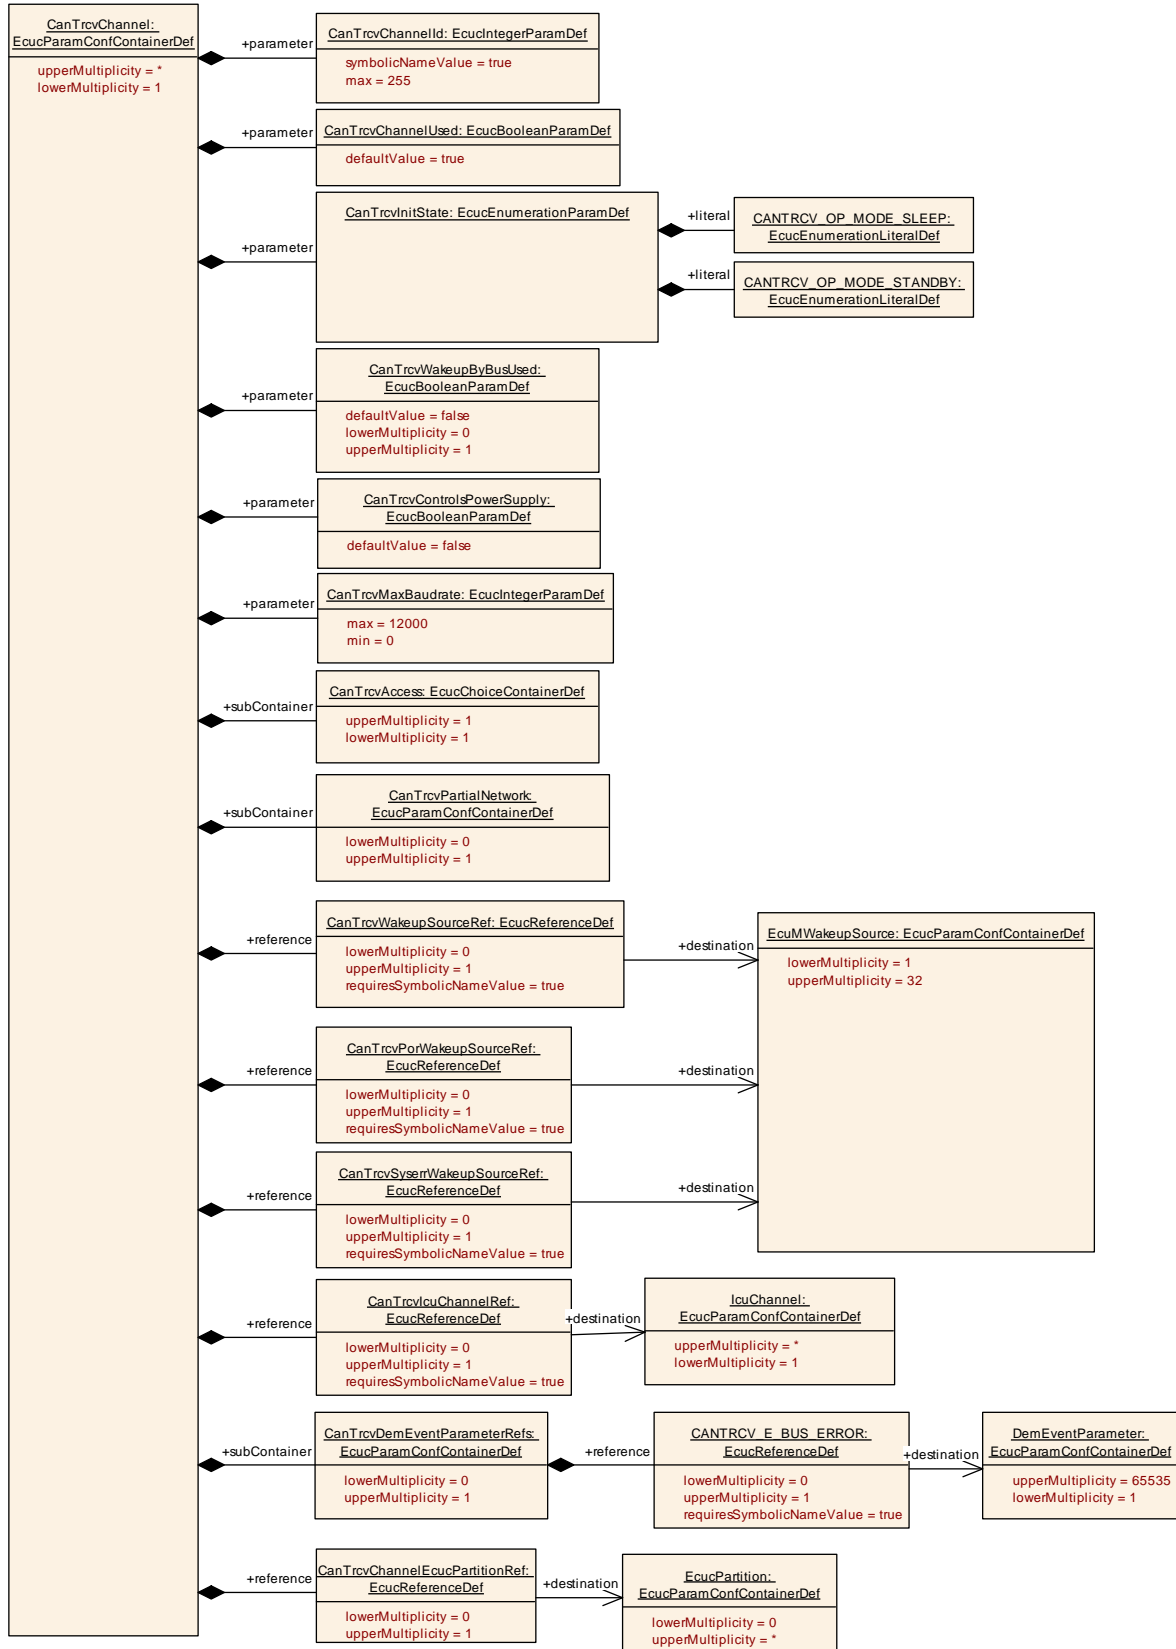 CanTrcvChannel:
EcucParamConfContainerDef
upperMultiplicity = *
lowerMultiplicity = 1
+parameter
CanTrcvChannelId: EcucIntegerParamDef
symbolicNameValue = true
max = 255
+parameter
CanTrcvChannelUsed: EcucBooleanParamDef
defaultValue = true
+parameter
CanTrcvInitState: EcucEnumerationParamDef
+literal
CANTRCV_OP_MODE_SLEEP:
EcucEnumerationLiteralDef
+literal
CANTRCV_OP_MODE_STANDBY:
EcucEnumerationLiteralDef
+parameter
CanTrcvWakeupByBusUsed:
EcucBooleanParamDef
defaultValue = false
lowerMultiplicity = 0
upperMultiplicity = 1
+parameter
CanTrcvControlsPowerSupply:
EcucBooleanParamDef
defaultValue = false
+parameter
CanTrcvMaxBaudrate: EcucIntegerParamDef
max = 12000
min = 0
+subContainer
CanTrcvAccess: EcucChoiceContainerDef
upperMultiplicity = 1
lowerMultiplicity = 1
+subContainer
CanTrcvPartialNetwork:
EcucParamConfContainerDef
lowerMultiplicity = 0
upperMultiplicity = 1
+reference
CanTrcvWakeupSourceRef: EcucReferenceDef
lowerMultiplicity = 0
upperMultiplicity = 1
requiresSymbolicNameValue = true
+destination
EcuMWakeupSource: EcucParamConfContainerDef
lowerMultiplicity = 1
upperMultiplicity = 32
+reference
CanTrcvPorWakeupSourceRef:
EcucReferenceDef
lowerMultiplicity = 0
upperMultiplicity = 1
requiresSymbolicNameValue = true
+destination
+reference
CanTrcvSyserrWakeupSourceRef:
EcucReferenceDef
lowerMultiplicity = 0
upperMultiplicity = 1
requiresSymbolicNameValue = true
+destination
+reference
CanTrcvIcuChannelRef:
EcucReferenceDef
lowerMultiplicity = 0
upperMultiplicity = 1
requiresSymbolicNameValue = true
+destination
IcuChannel:
EcucParamConfContainerDef
upperMultiplicity = *
lowerMultiplicity = 1
+subContainer
CanTrcvDemEventParameterRefs:
EcucParamConfContainerDef
lowerMultiplicity = 0
upperMultiplicity = 1
+reference
CANTRCV_E_BUS_ERROR:
EcucReferenceDef
lowerMultiplicity = 0
upperMultiplicity = 1
requiresSymbolicNameValue = true
+destination
DemEventParameter:
EcucParamConfContainerDef
upperMultiplicity = 65535
lowerMultiplicity = 1
+reference
CanTrcvChannelEcucPartitionRef:
EcucReferenceDef
lowerMultiplicity = 0
upperMultiplicity = 1
+destination
EcucPartition:
EcucParamConfContainerDef
lowerMultiplicity = 0
upperMultiplicity = *